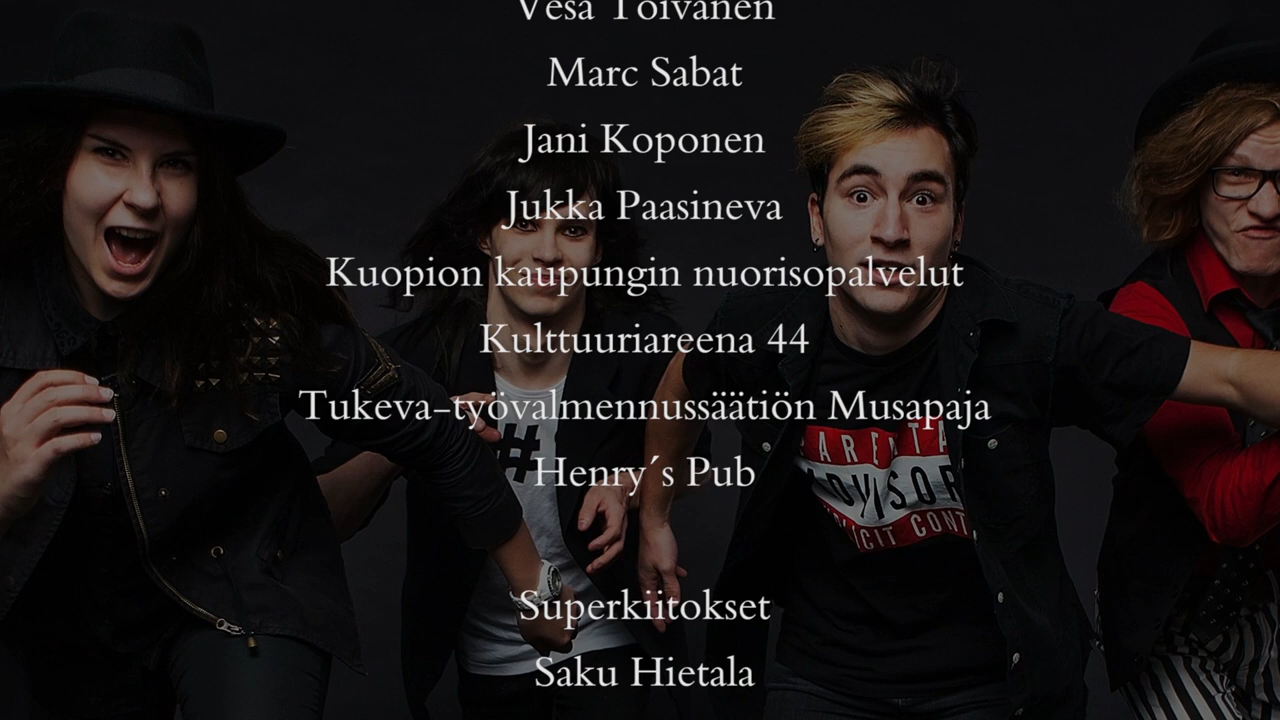 Vesa Toivanen
Marc Sabat
Jani Koponen
Jukka Paasineva
Kuopion kaupungin nuorisopalvelut
Kulttuuriareena 44
Tukeva-työvalmennussäätiön Musapaja
Henry´s Pub
#
ADVISOR
Superkiitokset
Saku Hietala